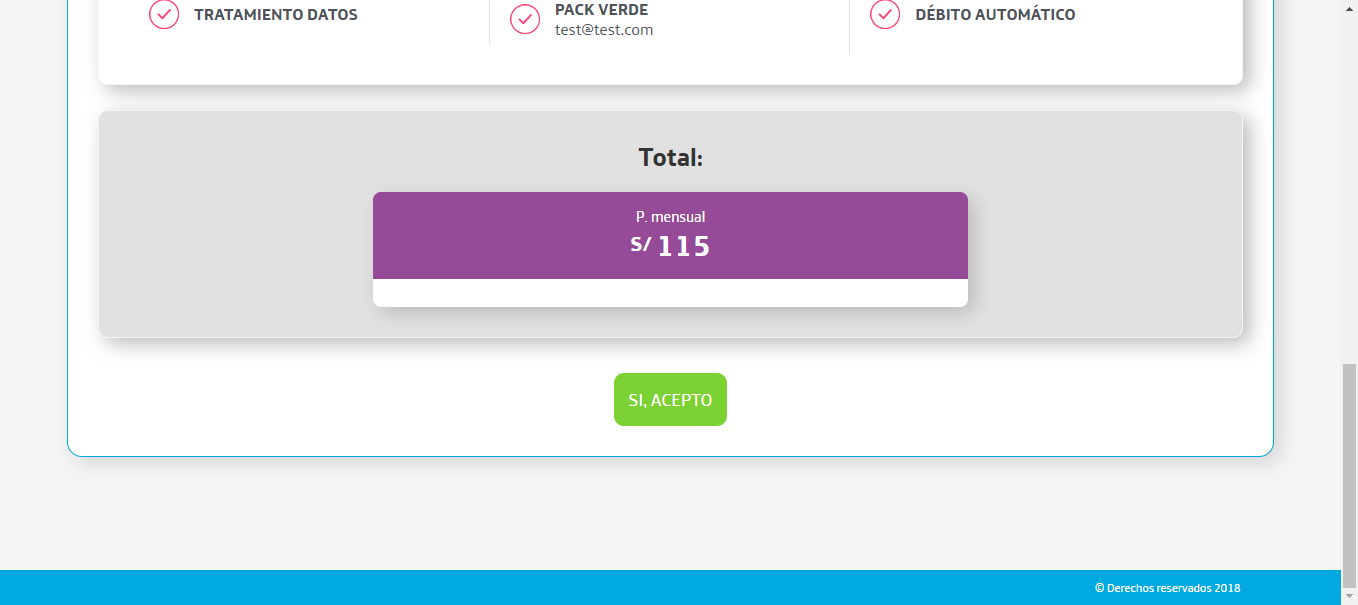 TRATAMIENTO DATOS
PACK VERDE
test@test.com
DÉBITO AUTOMÁTICO
Total:
P. mensual
S/ 115
SI, ACEPTO
© Derechos reservados 2018